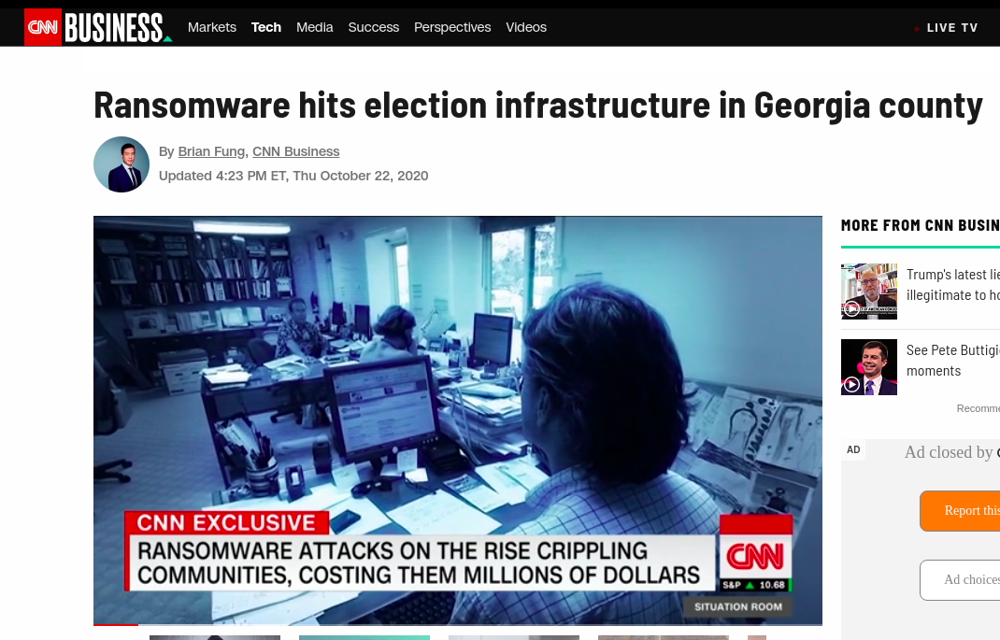 CNN BUSINESS Markets Tech Media Success Perspectives Videos LIVE TV
Ransomware hits election infrastructure in Georgia county
By Brian Fung, CNN Business
Updated 4:23 PM ET, Thu October 22, 2020
MORE FROM CNN BUSIN
Trump's latest lie
illegitimate to ho
See Pete Buttigi
moments
Recomme
AD
Ad closed by
Report this
Ad choices
CNN EXCLUSIVE
RANSOMWARE ATTACKS ON THE RISE CRIPPLING
COMMUNITIES, COSTING THEM MILLIONS OF DOLLARS
CNN
S&P ▲ 10.68
SITUATION ROOM